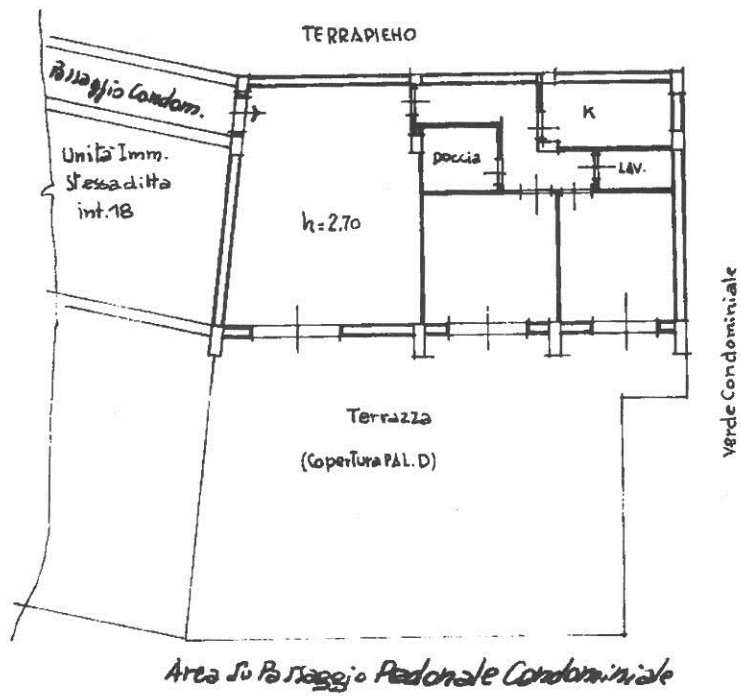 TERRAPIENO
Passaggio Condom.
K
Doccia
LAV.
Unità Imm.
Stessa ditta
int. 18
h=2.70
Verde Condominiale
Terrazza
(Copertura PAL. D)
Area su Passaggio Pedonale Condominiale